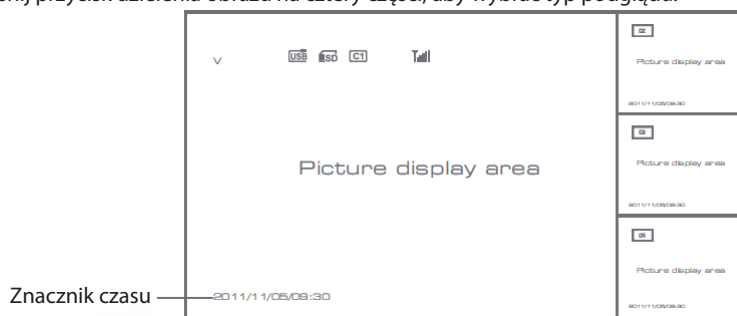 nij przycisk dzielenia obrazu na cztery części, aby wybrać typ podglądu.
V USB SD C1
Picture display area
Znacznik czasu
2011/11/05/09:30
Picture display area
2011/11/05/09:30
Picture display area
2011/11/05/09:30
Picture display area
2011/11/05/09:30